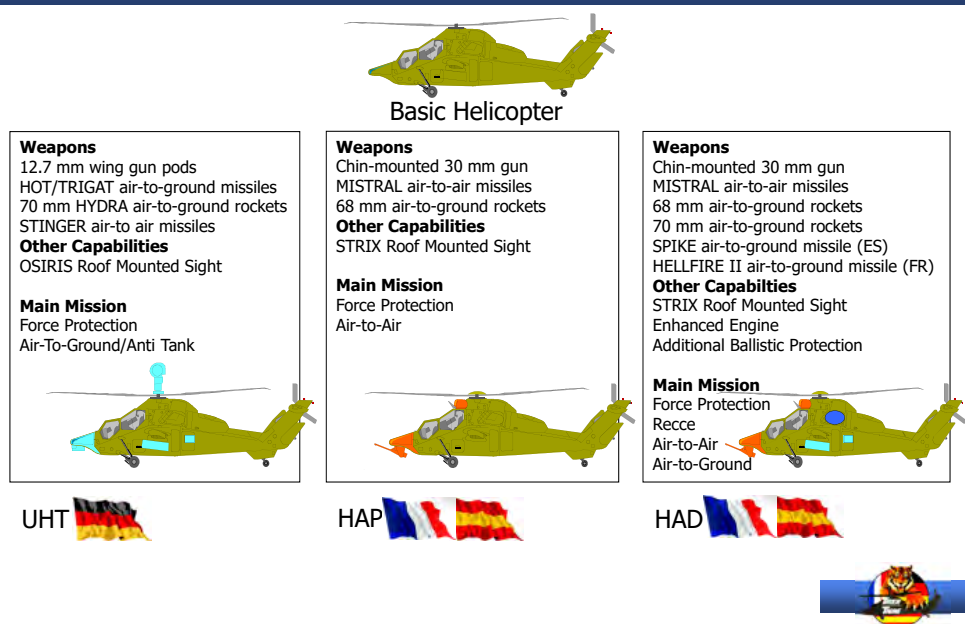 Basic Helicopter
Weapons
12.7 mm wing gun pods
HOT/TRIGAT air-to-ground missiles
70 mm HYDRA air-to-ground rockets
STINGER air-to air missiles
Other Capabilities
OSIRIS Roof Mounted Sight
Main Mission
Force Protection
Air-To-Ground/Anti Tank
UHT
Weapons
Chin-mounted 30 mm gun
MISTRAL air-to-air missiles
68 mm air-to-ground rockets
Other Capabilities
STRIX Roof Mounted Sight
Main Mission
Force Protection
Air-to-Air
HAP
Weapons
Chin-mounted 30 mm gun
MISTRAL air-to-air missiles
68 mm air-to-ground rockets
70 mm air-to-ground rockets
SPIKE air-to-ground missile (ES)
HELLFIRE II air-to-ground missile (FR)
Other Capabilties
STRIX Roof Mounted Sight
Enhanced Engine
Additional Ballistic Protection
Main Mission
Force Protection
Recce
Air-to-Air
Air-to-Ground
HAD